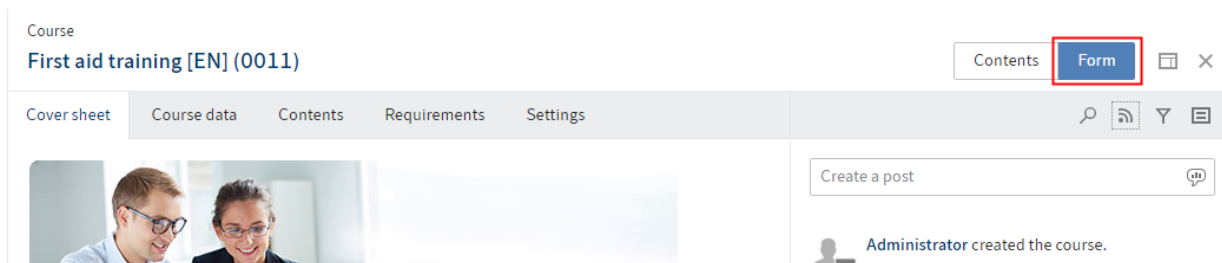 Course
First aid training [EN] (0011)
Contents
Form
Cover sheet
Course data
Contents
Requirements
Settings
Create a post
Administrator created the course.